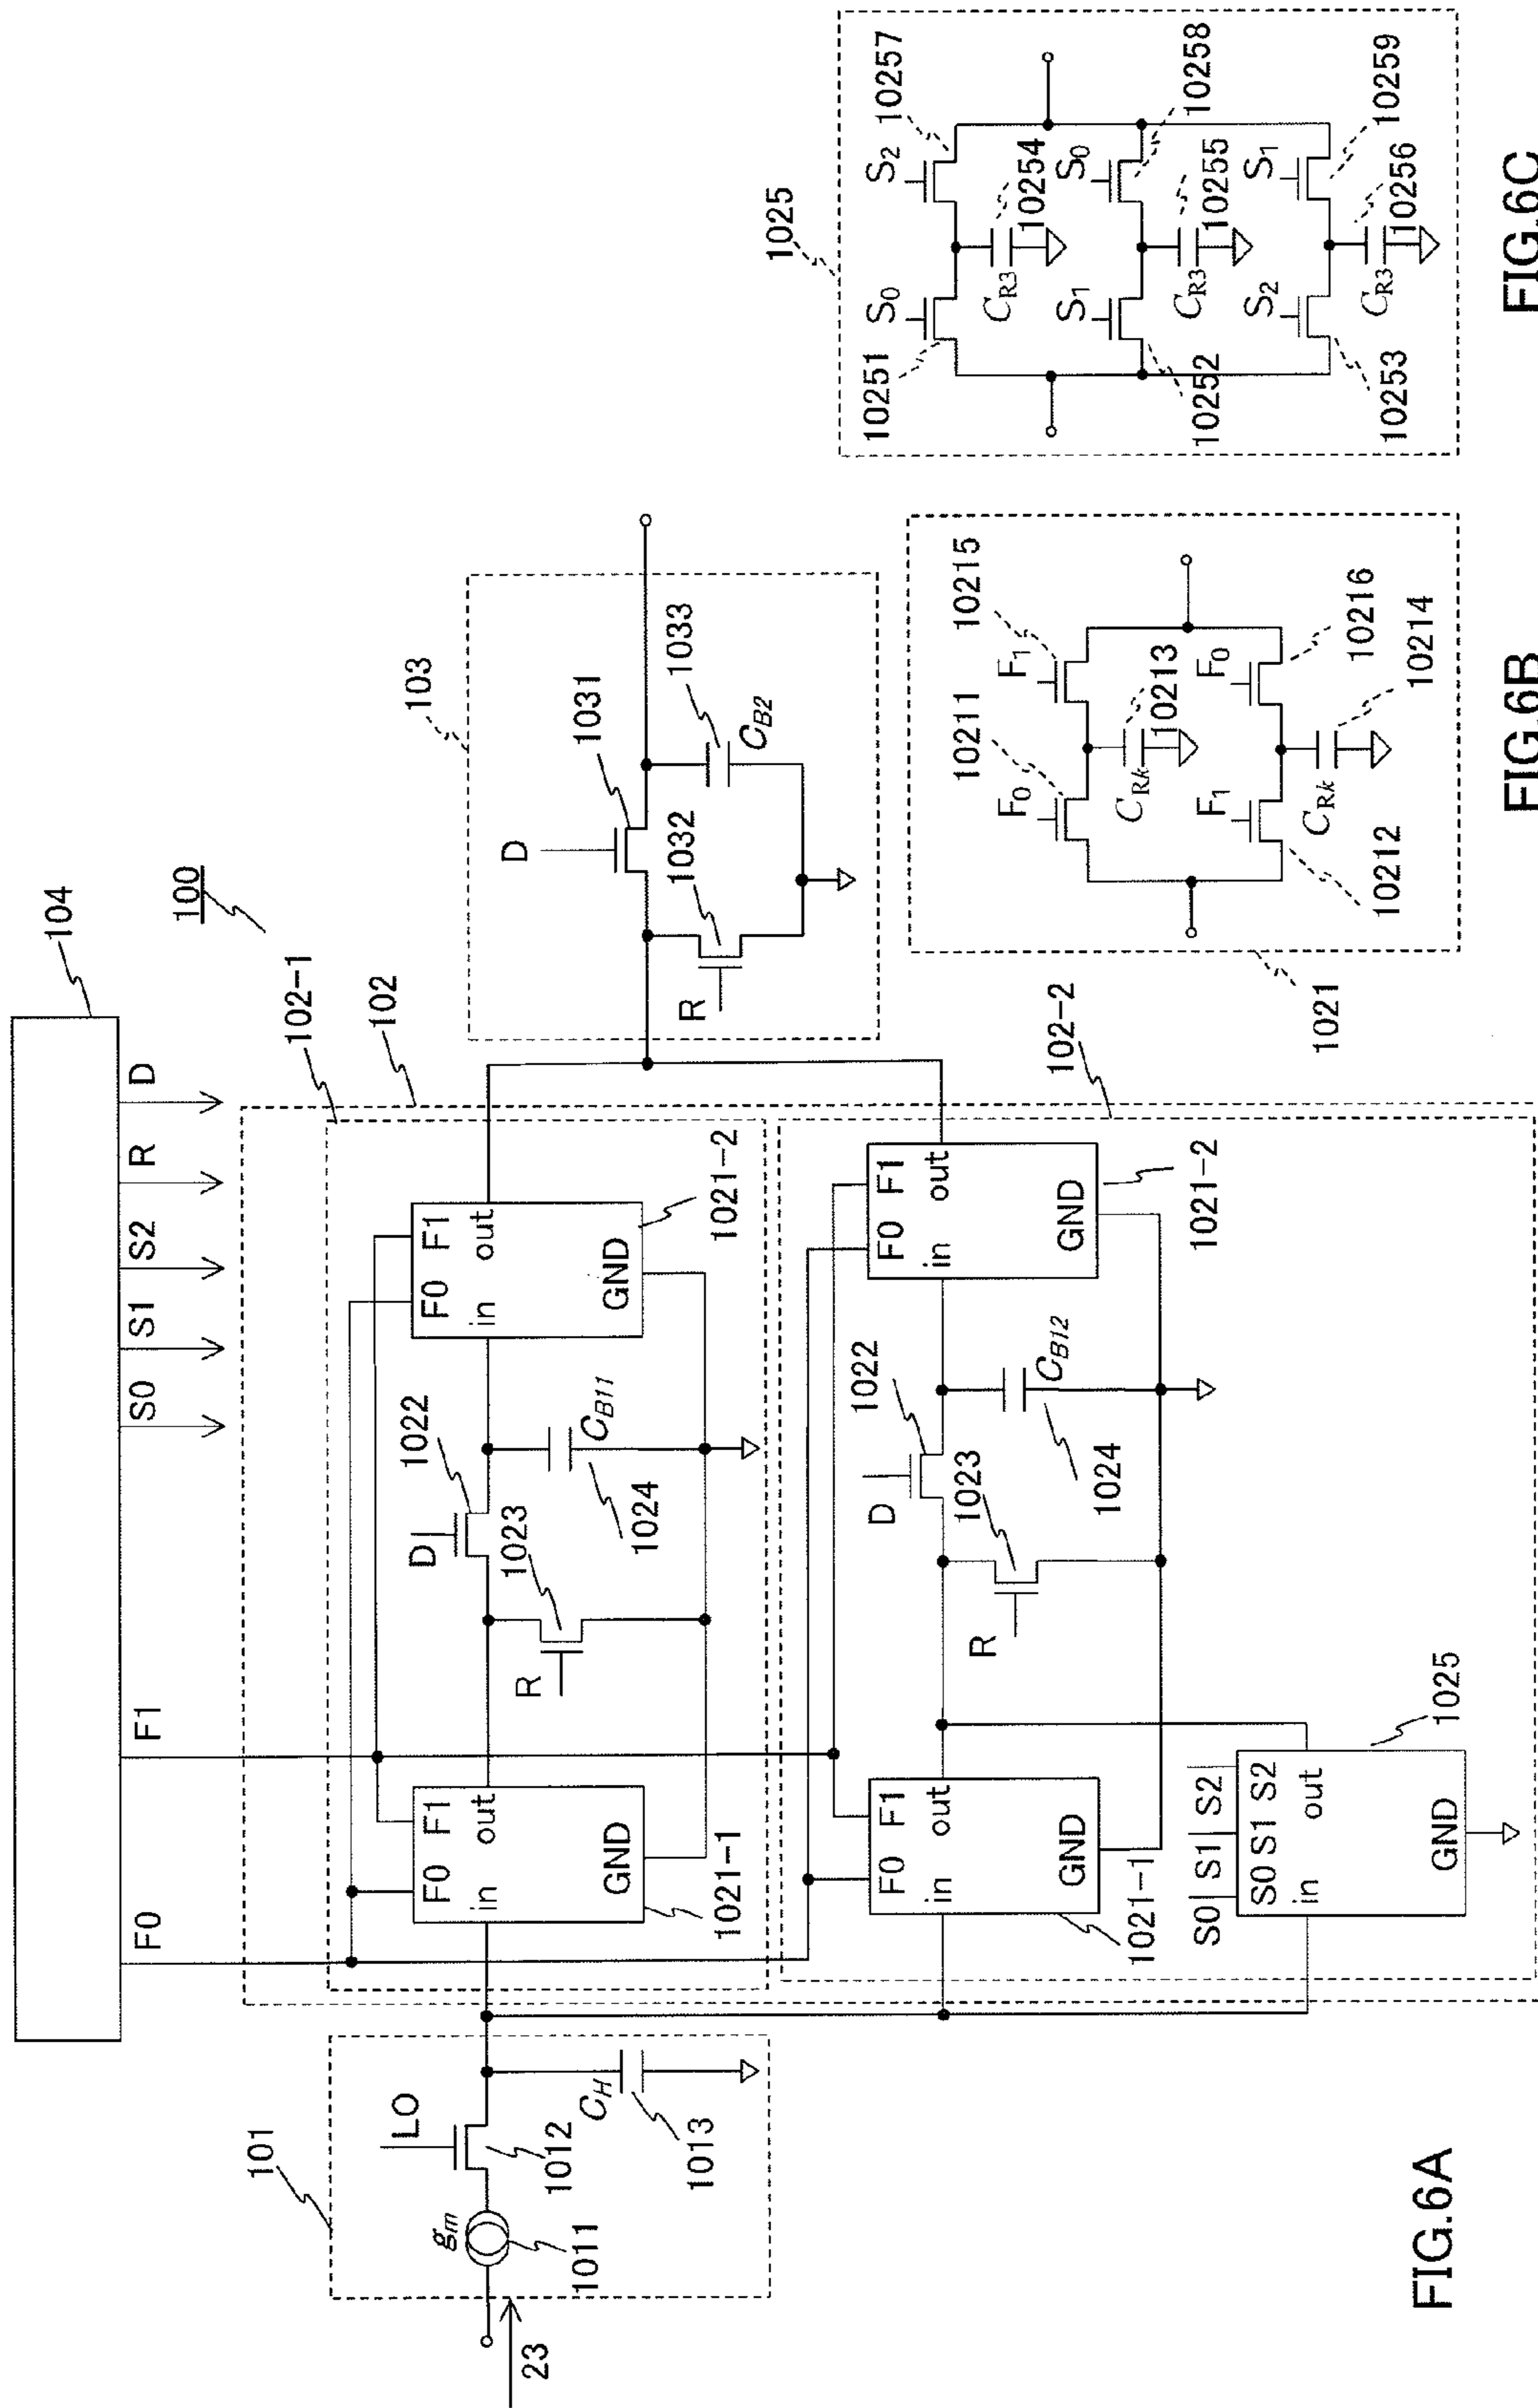 100
104
F0
F1
S0
S1
S2
R
D
102-1
102
101
23
gm
1011
LO
1012
CH
1013
F0 F1
in
out
GND
1021-1
D
1022
R
1023
CB11
1024
F0 F1
in
out
GND
1021-2
102-2
F0 F1
in
out
GND
1021-1
D
1022
R
1023
CB12
1024
F0 F1
in
out
GND
1021-2
S0
S1
S2
S0 S1 S2
in
out
GND
1025
103
D
1031
1032
R
1033
CB2
FIG.6A
1021
F0
F1
10211
10215
CRk
10213
F1
F0
10212
10216
CRk
10214
FIG.6B
1025
S0
S2
10251
10257
CR3
10254
S1
S0
10252
10258
CR3
10255
S2
S1
10253
10259
CR3
10256
FIG.6C